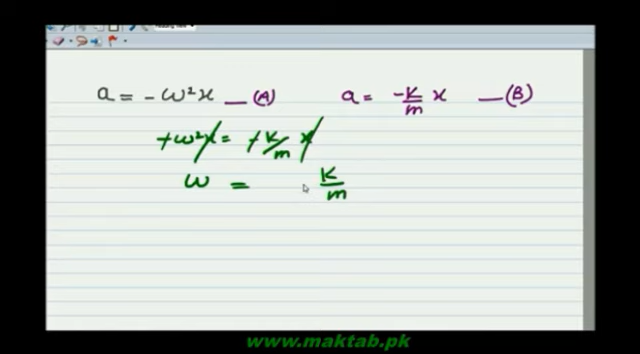 a = - ω²x — (A) a = -K/m x — (B)
+ω²x = +K/m x
ω = K/m
www.maktab.pk